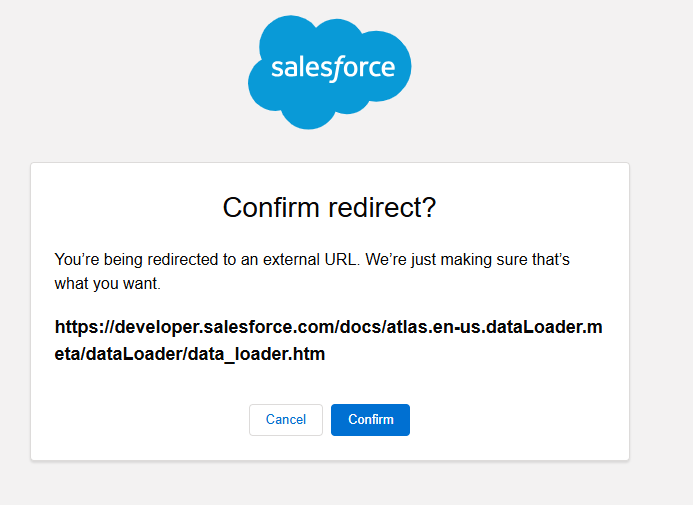 salesforce
Confirm redirect?
You’re being redirected to an external URL. We’re just making sure that’s
what you want.
https://developer.salesforce.com/docs/atlas.en-us.dataLoader.m
eta/dataLoader/data_loader.htm
Cancel Confirm